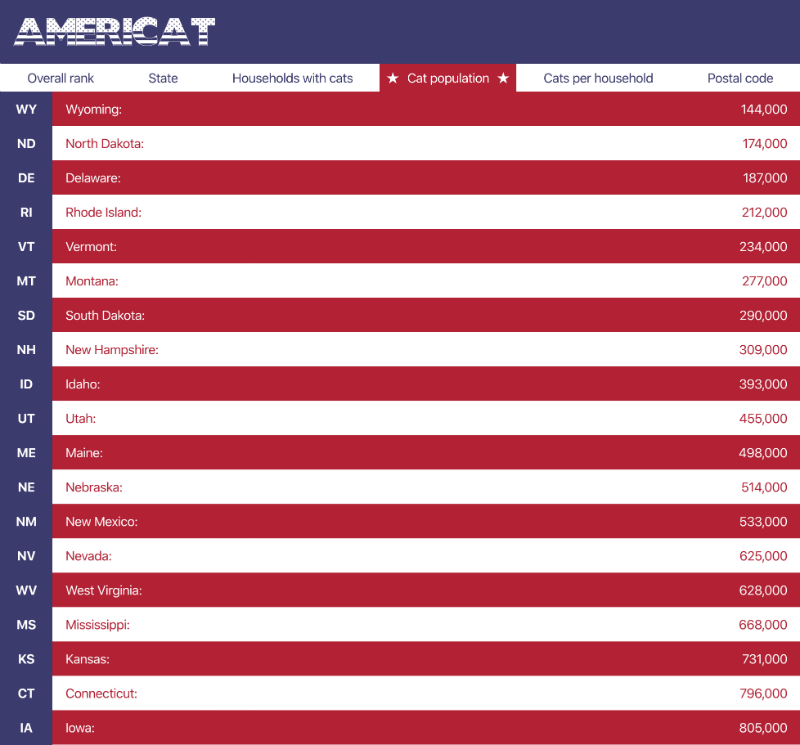 AMERICAT
Overall rank State Households with cats ★ Cat population ★ Cats per household Postal code
WY Wyoming: 144,000
ND North Dakota: 174,000
DE Delaware: 187,000
RI Rhode Island: 212,000
VT Vermont: 234,000
MT Montana: 277,000
SD South Dakota: 290,000
NH New Hampshire: 309,000
ID Idaho: 393,000
UT Utah: 455,000
ME Maine: 498,000
NE Nebraska: 514,000
NM New Mexico: 533,000
NV Nevada: 625,000
WV West Virginia: 628,000
MS Mississippi: 668,000
KS Kansas: 731,000
CT Connecticut: 796,000
IA Iowa: 805,000